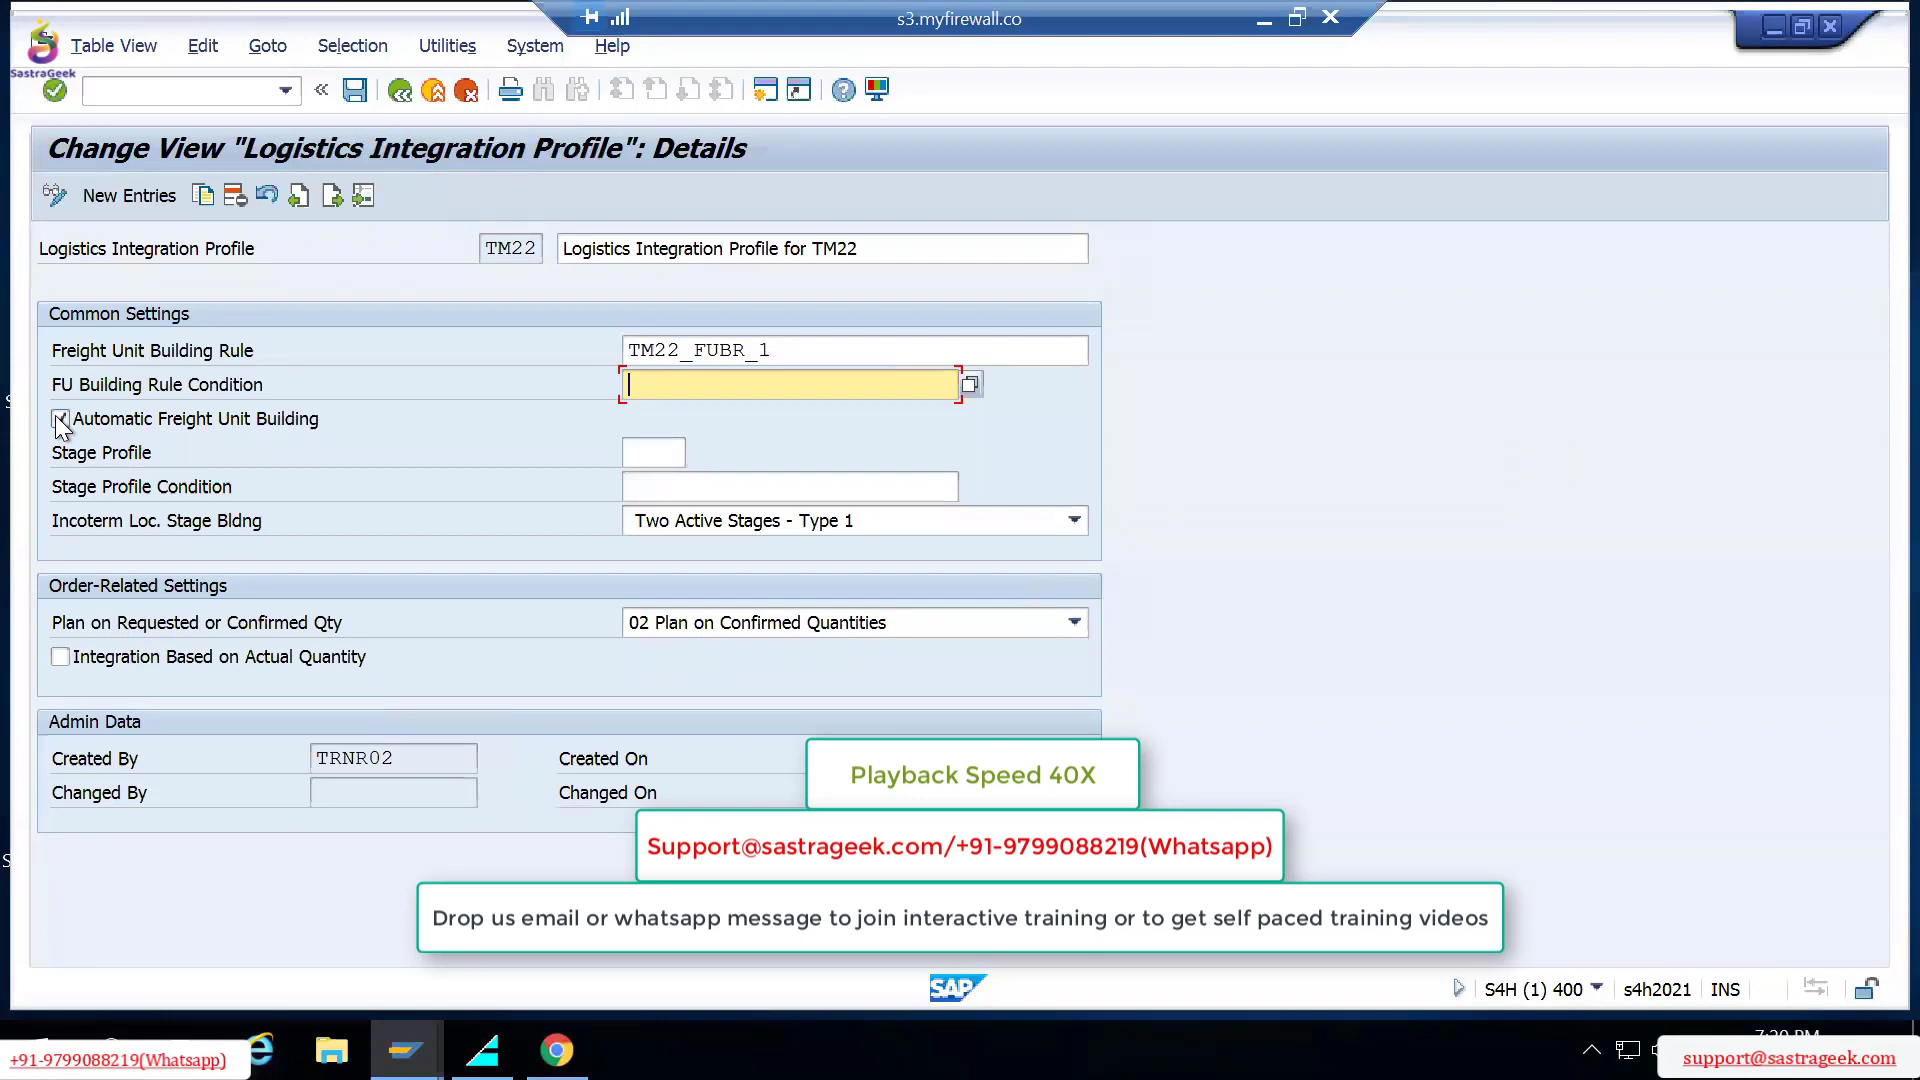 s3.myfirewall.co
SastraGeek
Table View Edit Goto Selection Utilities System Help
Change View "Logistics Integration Profile": Details
New Entries
Logistics Integration Profile TM22 Logistics Integration Profile for TM22
Common Settings
Freight Unit Building Rule TM22_FUBR_1
FU Building Rule Condition
Automatic Freight Unit Building
Stage Profile
Stage Profile Condition
Incoterm Loc. Stage Bldng Two Active Stages - Type 1
Order-Related Settings
Plan on Requested or Confirmed Qty 02 Plan on Confirmed Quantities
Integration Based on Actual Quantity
Admin Data
Created By TRNR02 Created On
Changed By Changed On
Playback Speed 40X
Support@sastrageek.com/+91-9799088219(Whatsapp)
Drop us email or whatsapp message to join interactive training or to get self paced training videos
SAP S4H (1) 400 s4h2021 INS
+91-9799088219(Whatsapp)
support@sastrageek.com